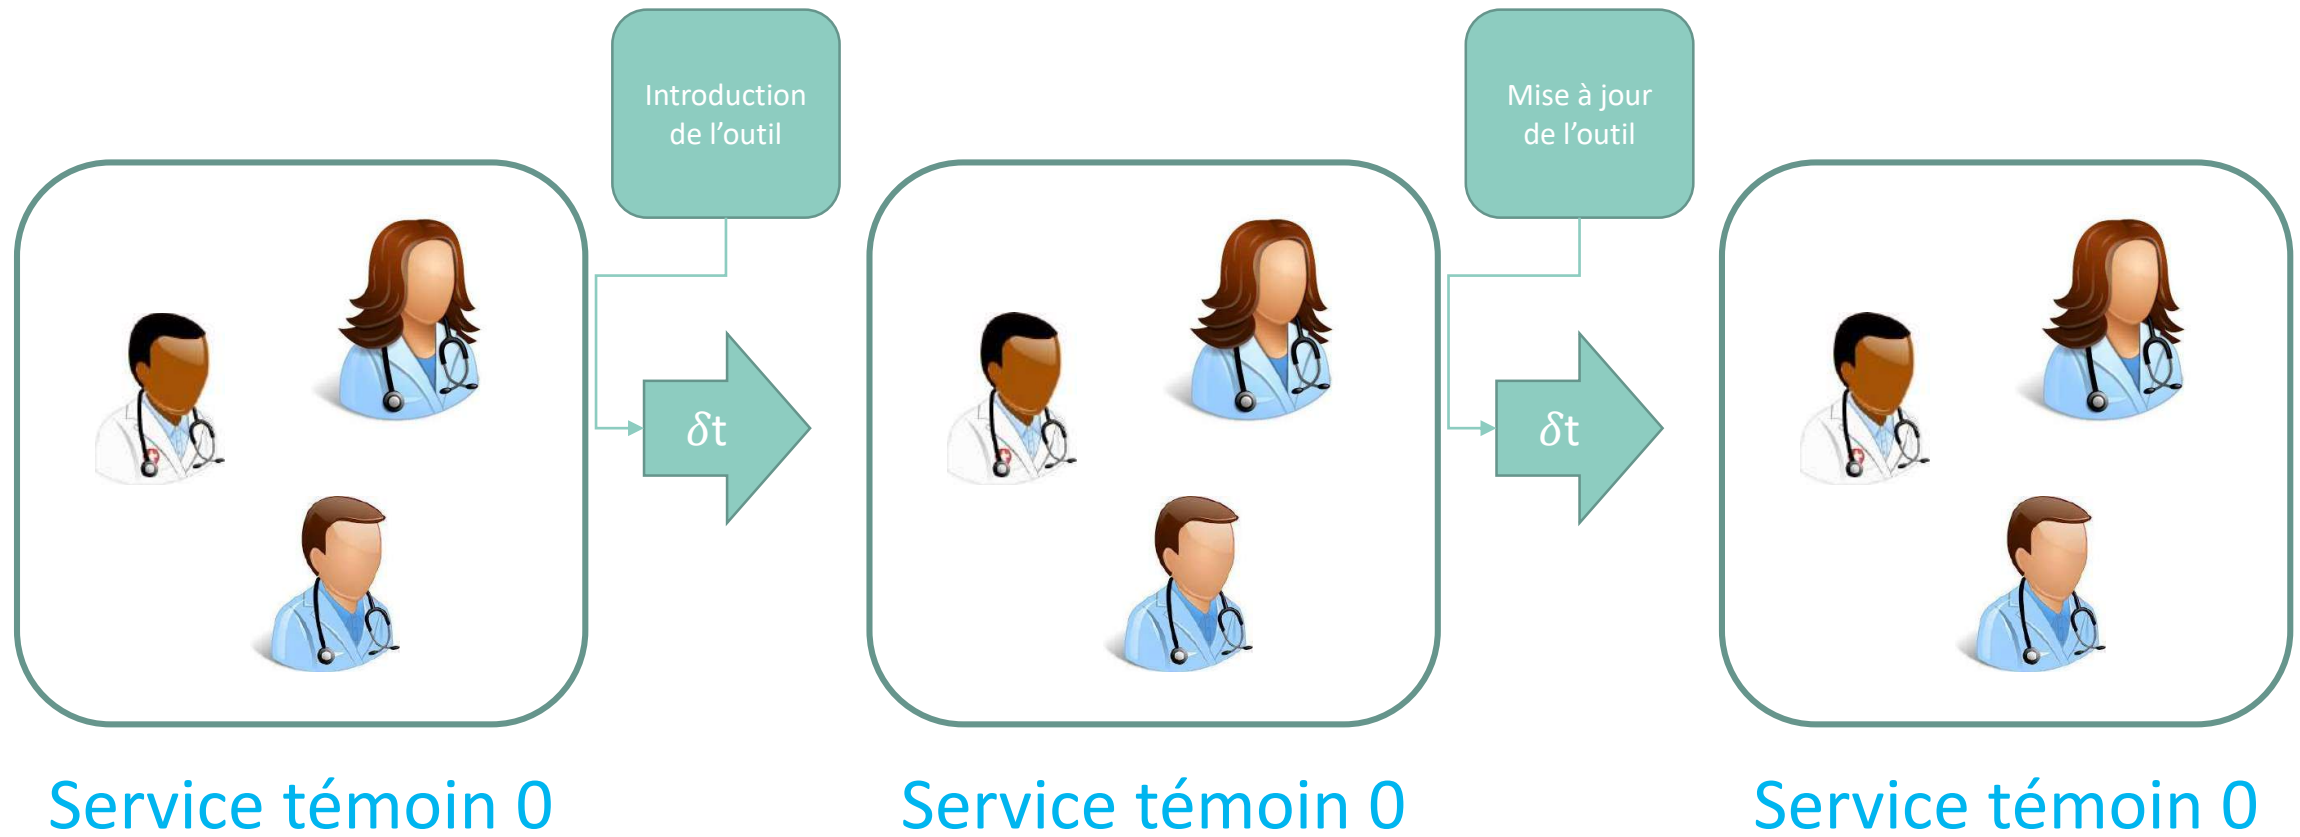 Introduction
de l’outil
Mise à jour
de l’outil
δt
δt
Service témoin 0
Service témoin 0
Service témoin 0